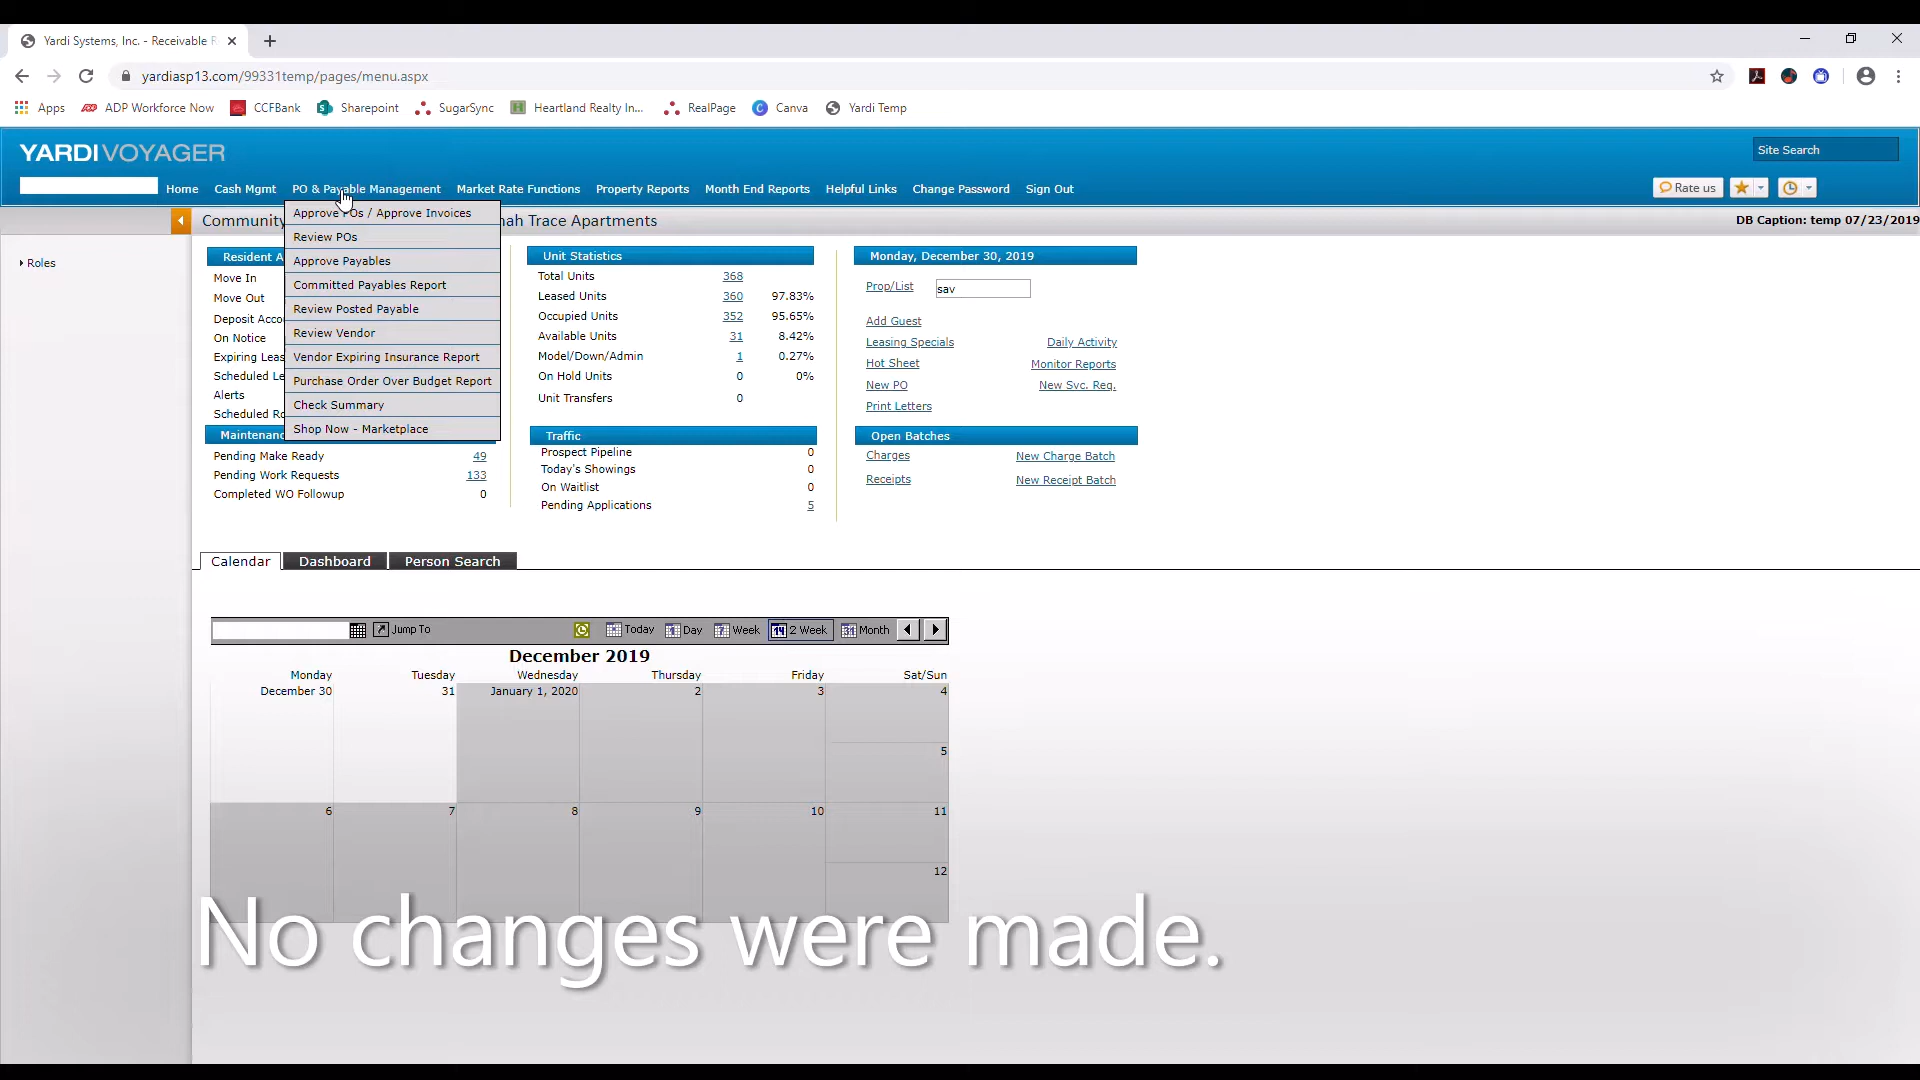 Yardi Systems, Inc. - Receivable R
yardiasp13.com/99331temp/pages/menu.aspx
Apps ADP Workforce Now CCFBank Sharepoint SugarSync Heartland Realty In... RealPage Canva Yardi Temp
YARDI VOYAGER
Site Search
Home Cash Mgmt PO & Payable Management Market Rate Functions Property Reports Month End Reports Helpful Links Change Password Sign Out
Rate us
Community
nah Trace Apartments
DB Caption: temp 07/23/2019
Roles
Approve POs / Approve Invoices
Review POs
Approve Payables
Committed Payables Report
Review Posted Payable
Review Vendor
Vendor Expiring Insurance Report
Purchase Order Over Budget Report
Check Summary
Shop Now - Marketplace
Resident A
Move In
Move Out
Deposit Acco
On Notice
Expiring Leas
Scheduled Le
Alerts
Scheduled Ro
Maintenanc
Pending Make Ready 49
Pending Work Requests 133
Completed WO Followup 0
Unit Statistics
Total Units 368
Leased Units 360 97.83%
Occupied Units 352 95.65%
Available Units 31 8.42%
Model/Down/Admin 1 0.27%
On Hold Units 0 0%
Unit Transfers 0
Traffic
Prospect Pipeline 0
Today's Showings 0
On Waitlist 0
Pending Applications 5
Monday, December 30, 2019
Prop/List sav
Add Guest
Leasing Specials Daily Activity
Hot Sheet Monitor Reports
New PO New Svc. Req.
Print Letters
Open Batches
Charges New Charge Batch
Receipts New Receipt Batch
Calendar Dashboard Person Search
Jump To Today Day Week 14 2 Week Month
December 2019
Monday Tuesday Wednesday Thursday Friday Sat/Sun
December 30 31 January 1, 2020 2 3 4
5
6 7 8 9 10 11
12
No changes were made.